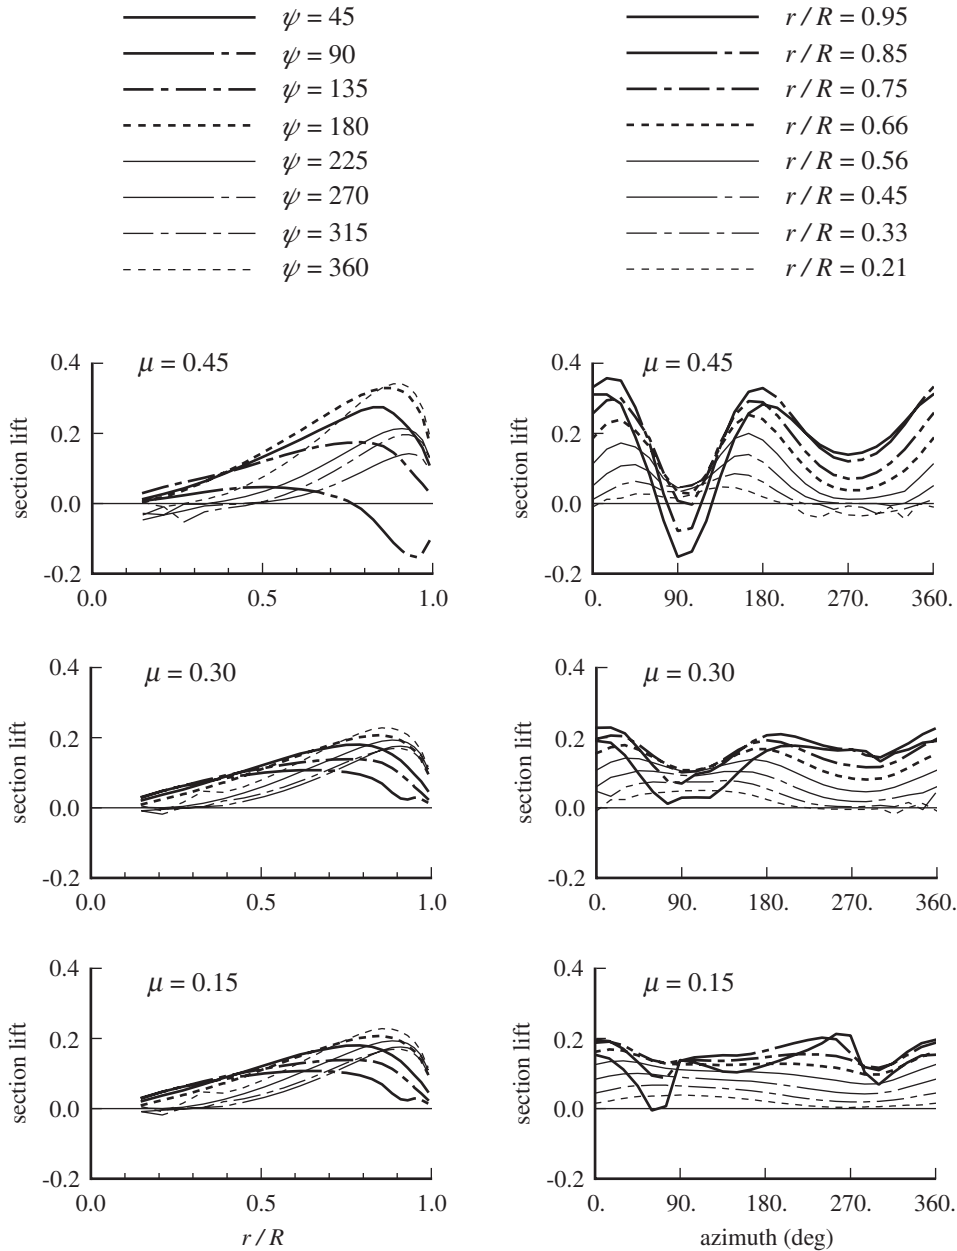 ψ = 45
ψ = 90
ψ = 135
ψ = 180
ψ = 225
ψ = 270
ψ = 315
ψ = 360
r / R = 0.95
r / R = 0.85
r / R = 0.75
r / R = 0.66
r / R = 0.56
r / R = 0.45
r / R = 0.33
r / R = 0.21
μ = 0.45
section lift
0.4
0.2
0.0
-0.2
0.0
0.5
1.0
μ = 0.45
section lift
0.4
0.2
0.0
-0.2
0.
90.
180.
270.
360.
μ = 0.30
section lift
0.4
0.2
0.0
-0.2
0.0
0.5
1.0
μ = 0.30
section lift
0.4
0.2
0.0
-0.2
0.
90.
180.
270.
360.
μ = 0.15
section lift
0.4
0.2
0.0
-0.2
0.0
0.5
1.0
r / R
μ = 0.15
section lift
0.4
0.2
0.0
-0.2
0.
90.
180.
270.
360.
azimuth (deg)